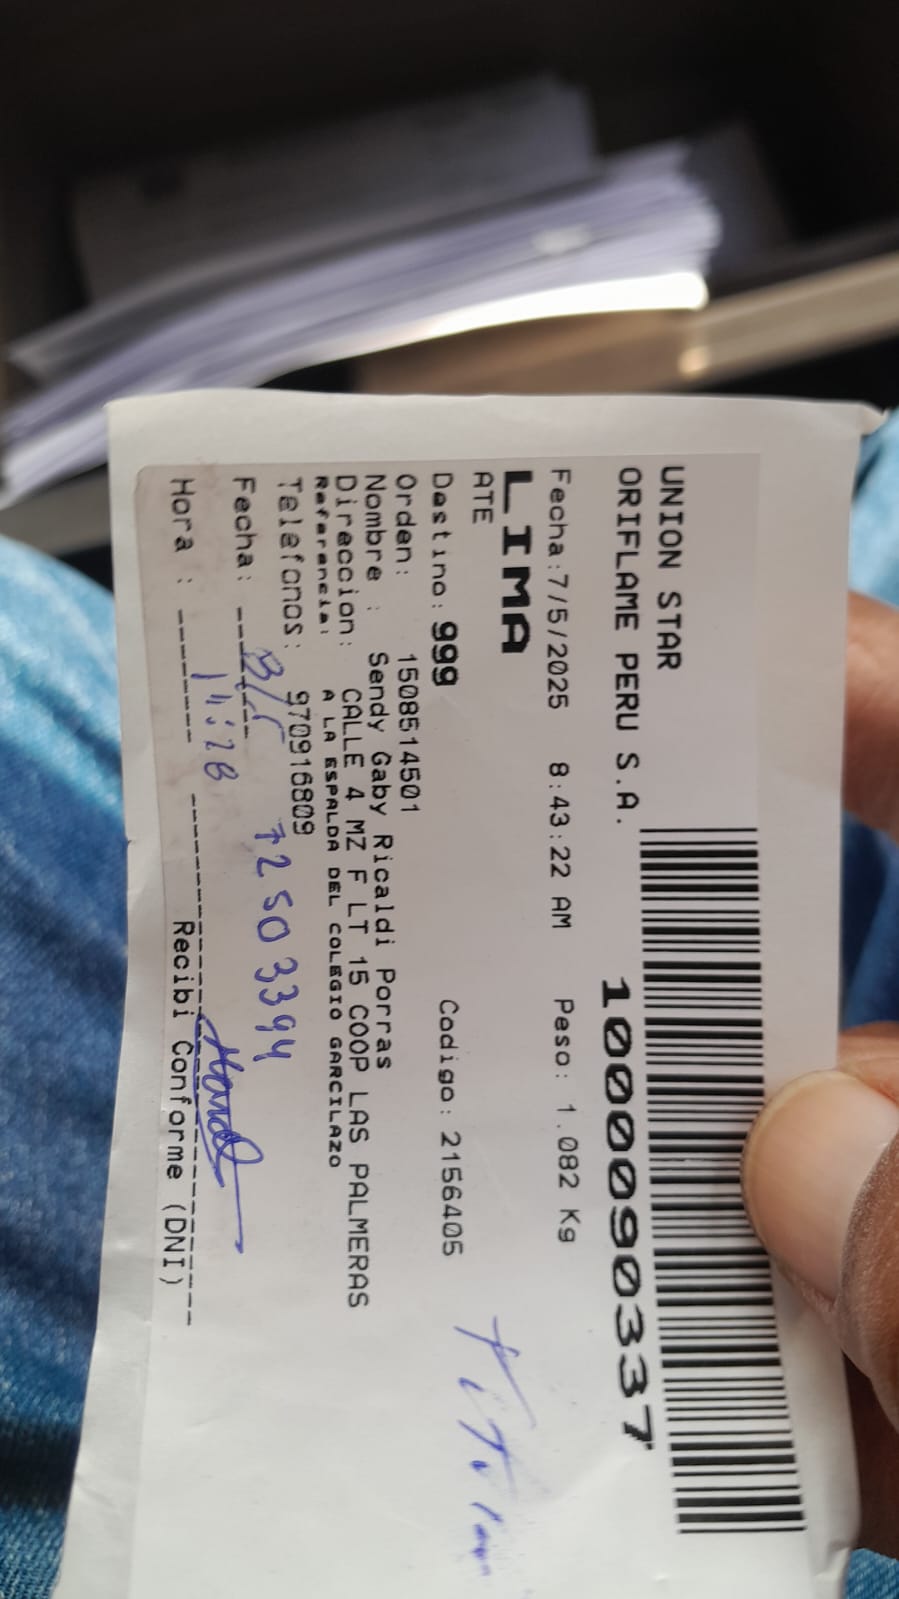 UNION STAR
ORIFLAME PERU S.A.
1000090337
Fecha:7/5/2025 8:43:22 AM Peso: 1.082 Kg
LIMA
ATE
Destino: 999 Codigo: 2156405
Orden: 1508514501
Nombre : Sendy Gaby Ricaldi Porras
Direccion: CALLE 4 MZ F LT 15 COOP LAS PALMERAS
Referencia: A LA ESPALDA DEL COLEGIO GARCILAZO
Telefonos: 970916809
Fecha: 72503394
Hora : 14:28
Recibi Conforme (DNI)